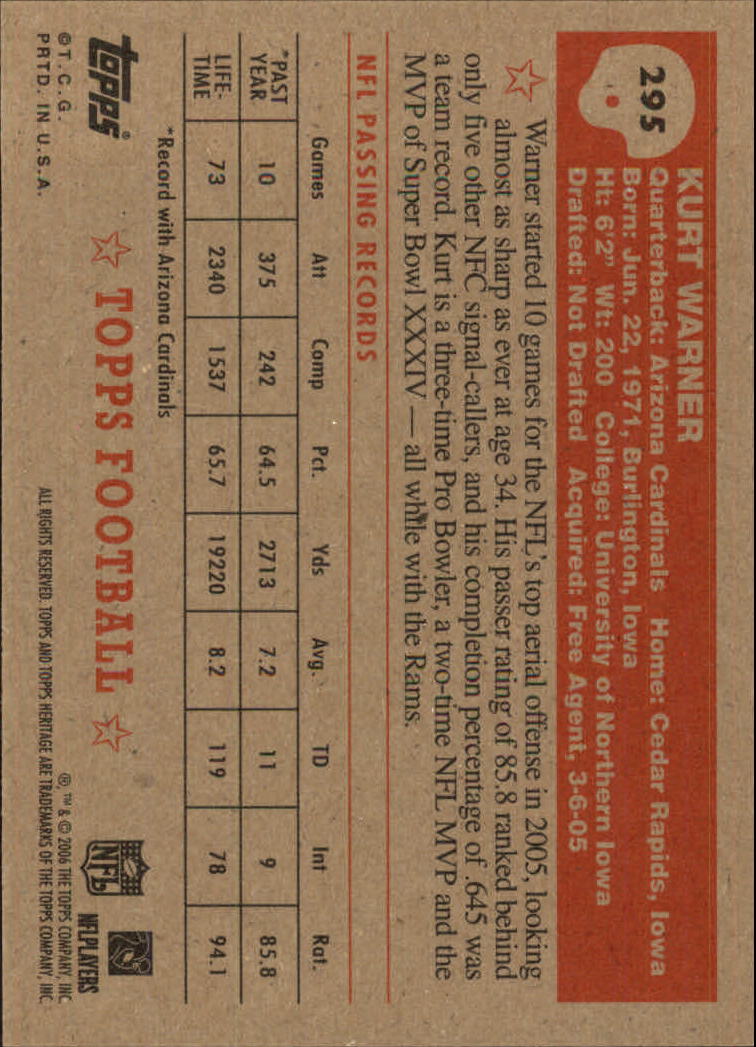 295
KURT WARNER
Quarterback: Arizona Cardinals Home: Cedar Rapids, Iowa
Born: Jun. 22, 1971, Burlington, Iowa
Ht: 6'2" Wt: 200 College: University of Northern Iowa
Drafted: Not Drafted Acquired: Free Agent, 3-6-05
Warner started 10 games for the NFL's top aerial offense in 2005, looking
almost as sharp as ever at age 34. His passer rating of 85.8 ranked behind
only five other NFC signal-callers, and his completion percentage of .645 was
a team record. Kurt is a three-time Pro Bowler, a two-time NFL MVP and the
MVP of Super Bowl XXXIV — all while with the Rams.
NFL PASSING RECORDS
Games Att Comp Pct. Yds Avg. TD Int Rat.
*PAST YEAR 10 375 242 64.5 2713 7.2 11 9 85.8
LIFE-TIME 73 2340 1537 65.7 19220 8.2 119 78 94.1
*Record with Arizona Cardinals
topps®
©T.C.G.
PRTD. IN U.S.A.
TOPPS FOOTBALL
NFL
NFLPLAYERS
®, ™ & © 2006 THE TOPPS COMPANY, INC.
ALL RIGHTS RESERVED. TOPPS AND TOPPS HERITAGE ARE TRADEMARKS OF THE TOPPS COMPANY, INC.